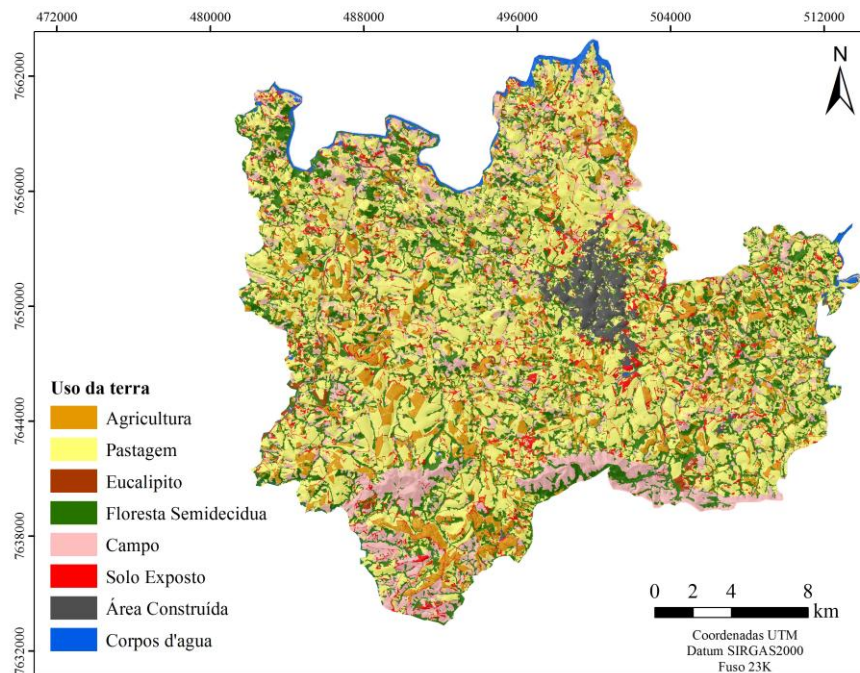 472000 480000 488000 496000 504000 512000
7662000
7656000
7650000
7644000
7638000
7632000
N
Uso da terra
Agricultura
Pastagem
Eucalipito
Floresta Semidecidua
Campo
Solo Exposto
Área Construída
Corpos d'agua
0 2 4 8
km
Coordenadas UTM
Datum SIRGAS2000
Fuso 23K